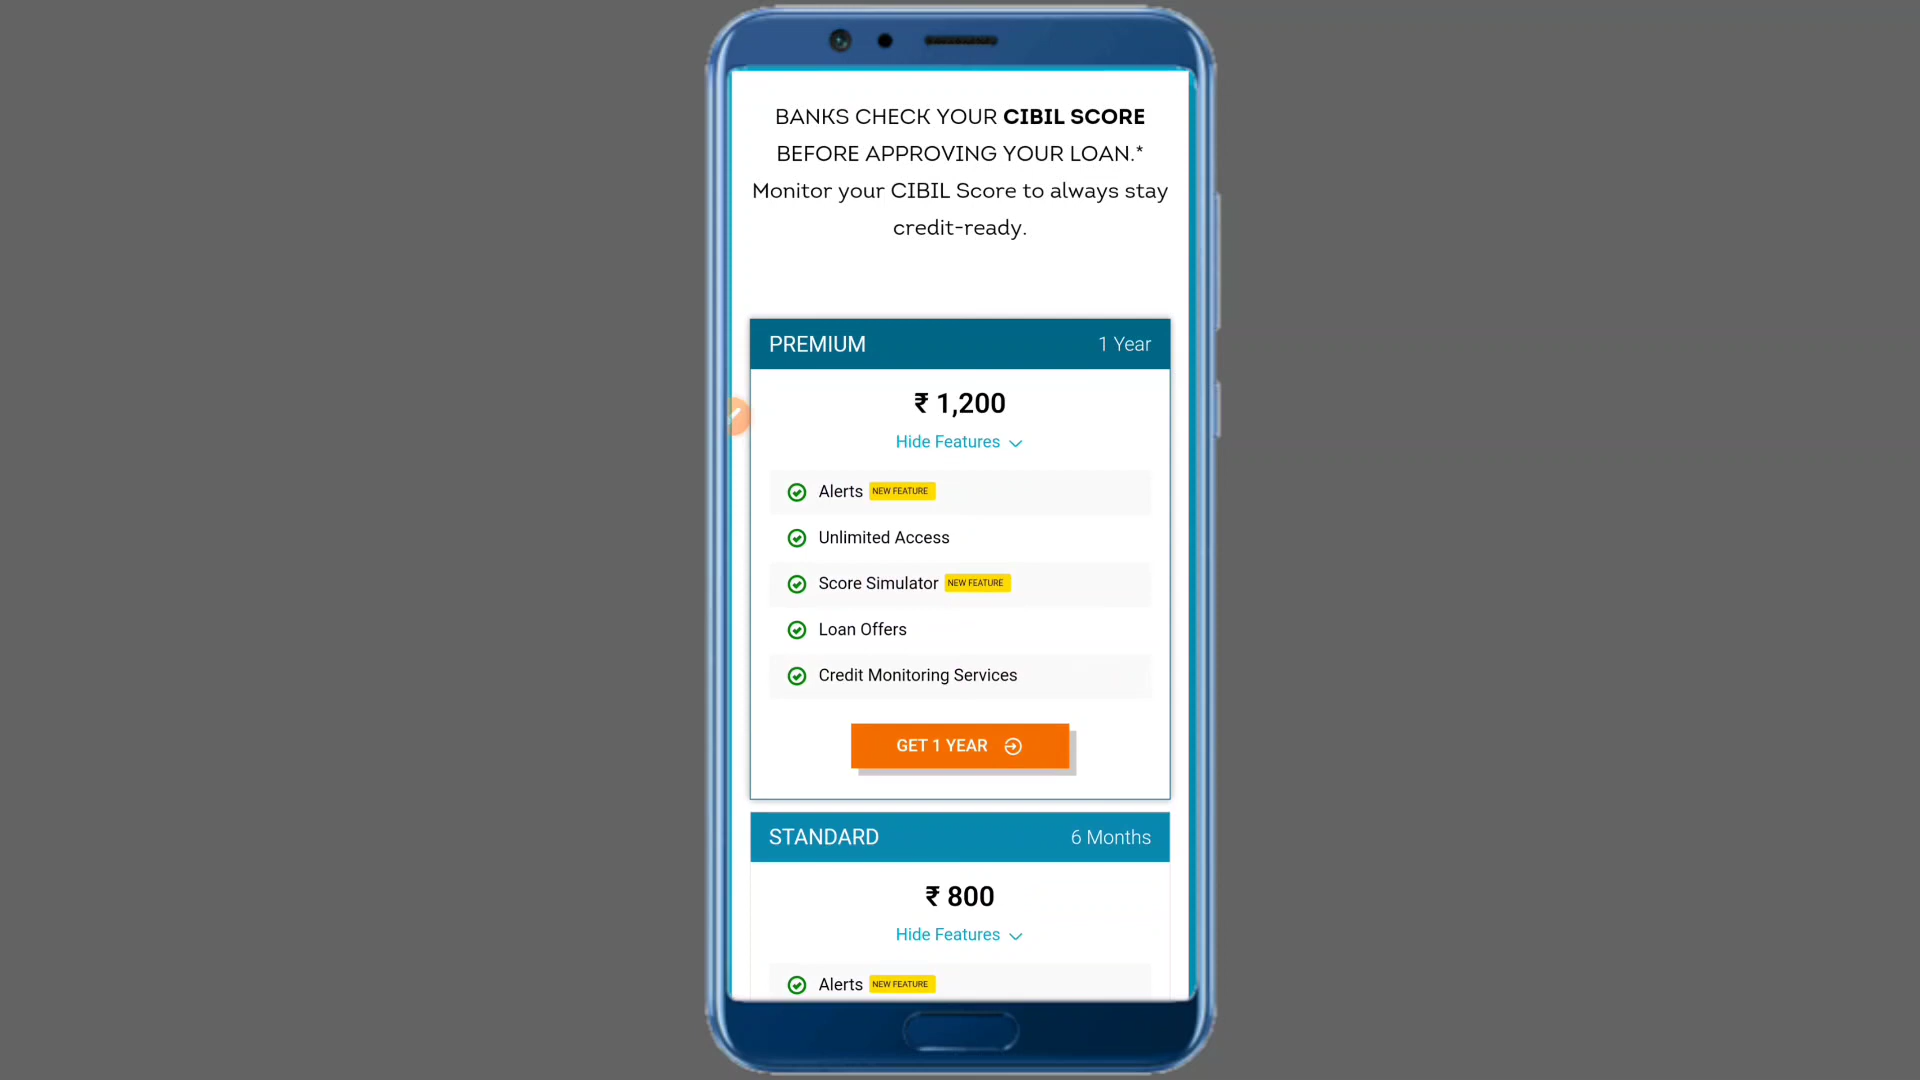 BANKS CHECK YOUR CIBIL SCORE
BEFORE APPROVING YOUR LOAN.*
Monitor your CIBIL Score to always stay
credit-ready.
PREMIUM 1 Year
₹ 1,200
Hide Features
Alerts NEW FEATURE
Unlimited Access
Score Simulator NEW FEATURE
Loan Offers
Credit Monitoring Services
GET 1 YEAR
STANDARD 6 Months
₹ 800
Hide Features
Alerts NEW FEATURE